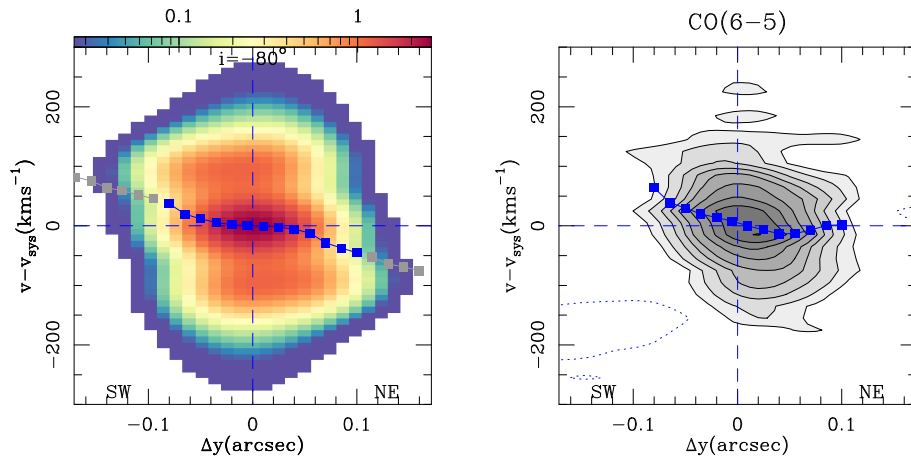 0.1 1
i=−80°
200
0
−200
v−v_sys(kms⁻¹)
SW NE
−0.1 0 0.1
Δy(arcsec)
CO(6−5)
200
0
−200
v−v_sys(kms⁻¹)
SW NE
−0.1 0 0.1
Δy(arcsec)